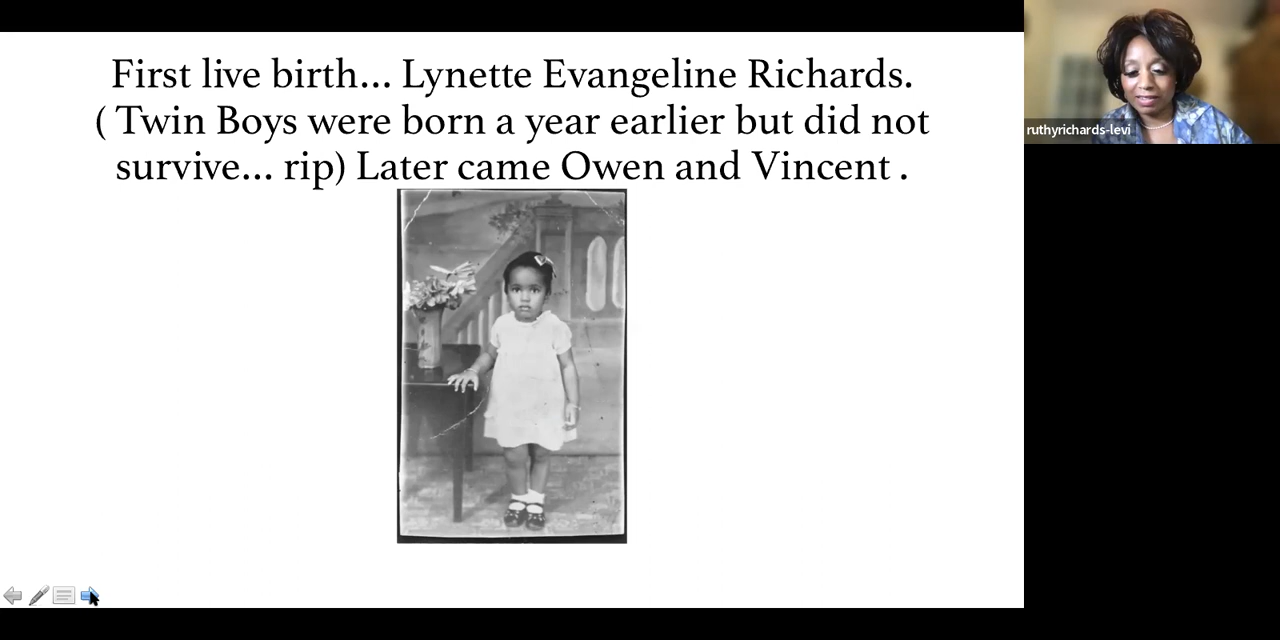 First live birth... Lynette Evangeline Richards.
( Twin Boys were born a year earlier but did not
survive... rip) Later came Owen and Vincent .
ruthyrichards-levi